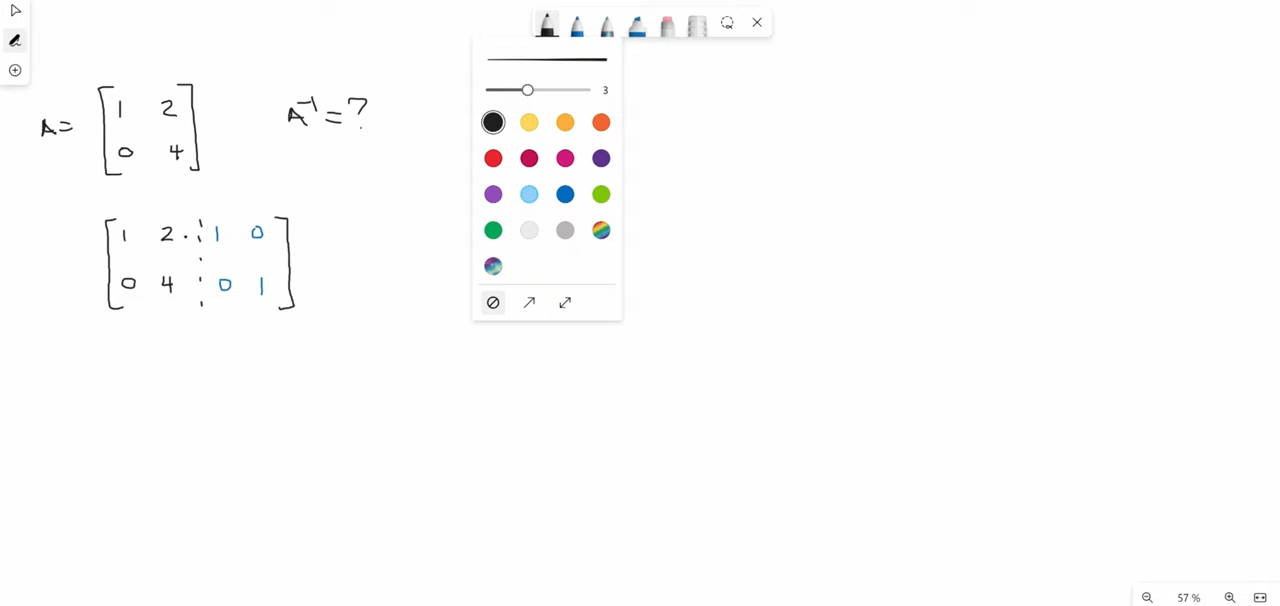 3
A = [ 1 2
0 4 ] A⁻¹ = ?
[ 1 2 ⋮ 1 0
0 4 ⋮ 0 1 ]
57 %